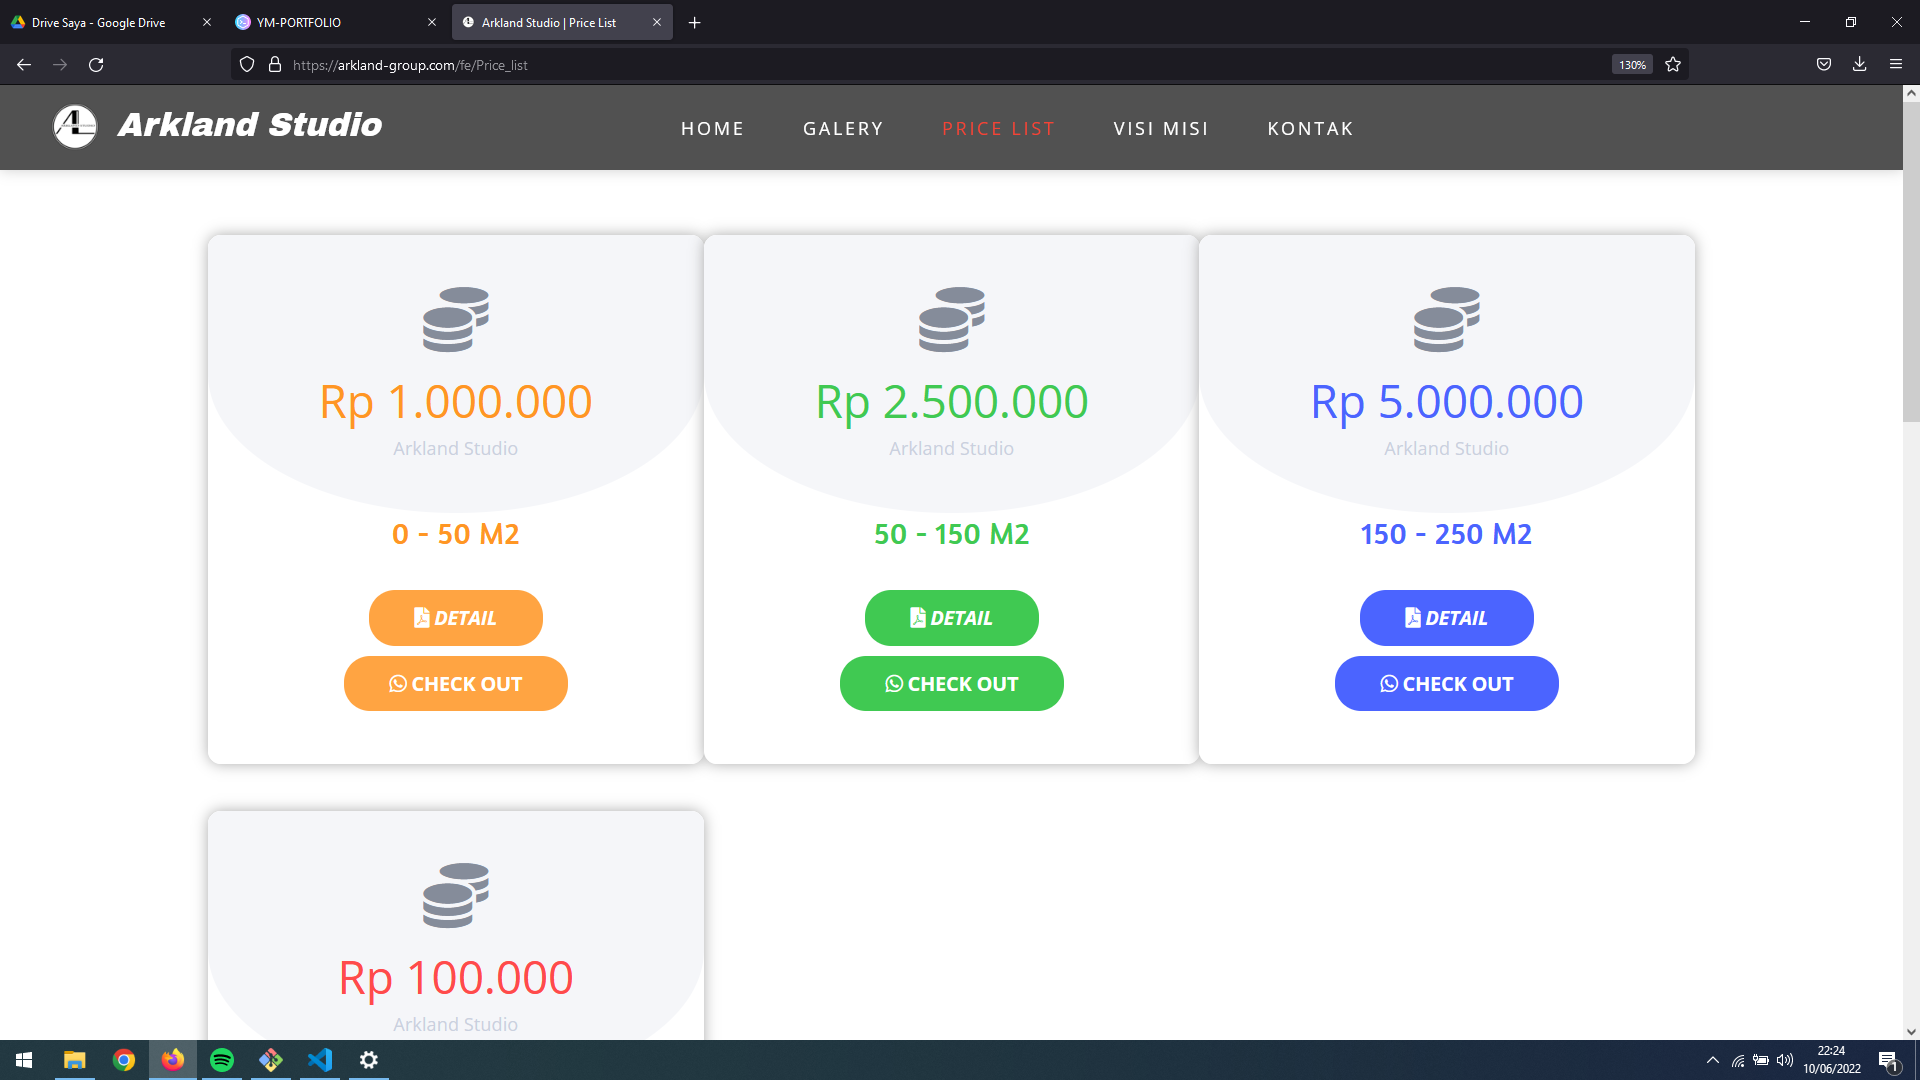 Drive Saya - Google Drive
YM-PORTFOLIO
Arkland Studio | Price List
https://arkland-group.com/fe/Price_list
130%
Arkland Studio
HOME
GALERY
PRICE LIST
VISI MISI
KONTAK
Rp 1.000.000
Arkland Studio
0 - 50 M2
DETAIL
CHECK OUT
Rp 2.500.000
Arkland Studio
50 - 150 M2
DETAIL
CHECK OUT
Rp 5.000.000
Arkland Studio
150 - 250 M2
DETAIL
CHECK OUT
Rp 100.000
Arkland Studio
22:24
10/06/2022
1